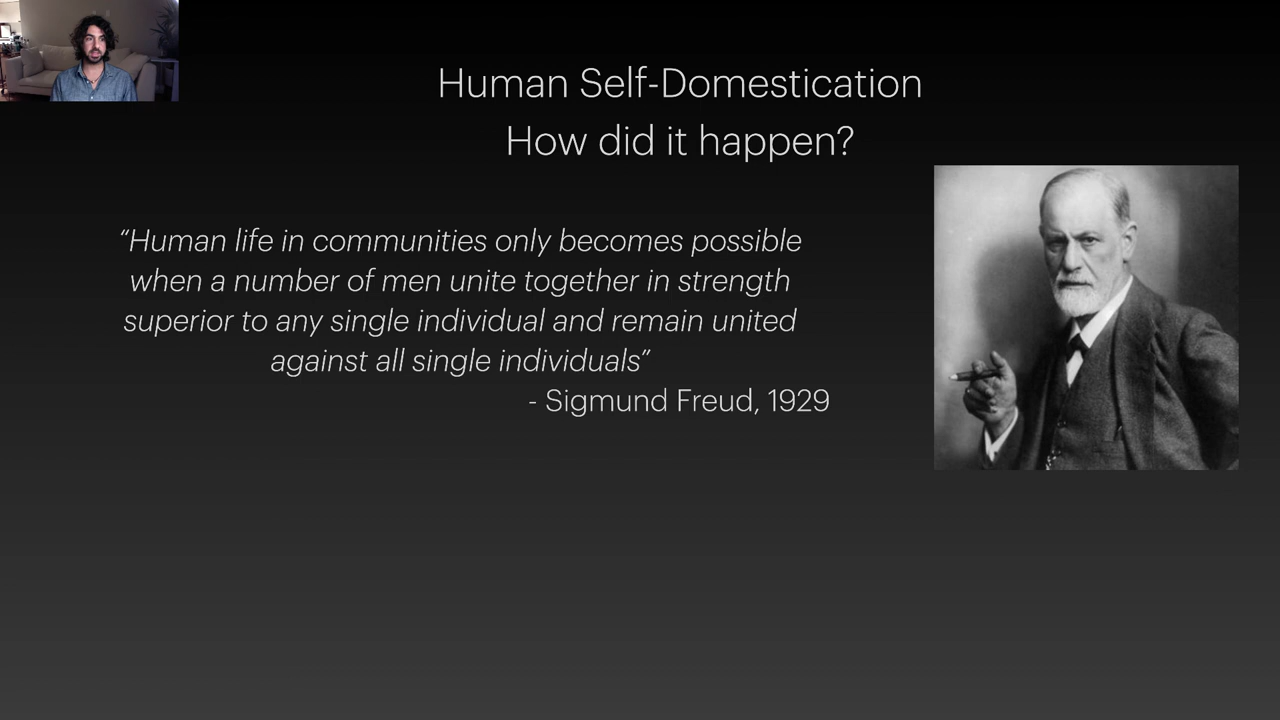 Human Self-Domestication
How did it happen?
“Human life in communities only becomes possible
when a number of men unite together in strength
superior to any single individual and remain united
against all single individuals”
- Sigmund Freud, 1929